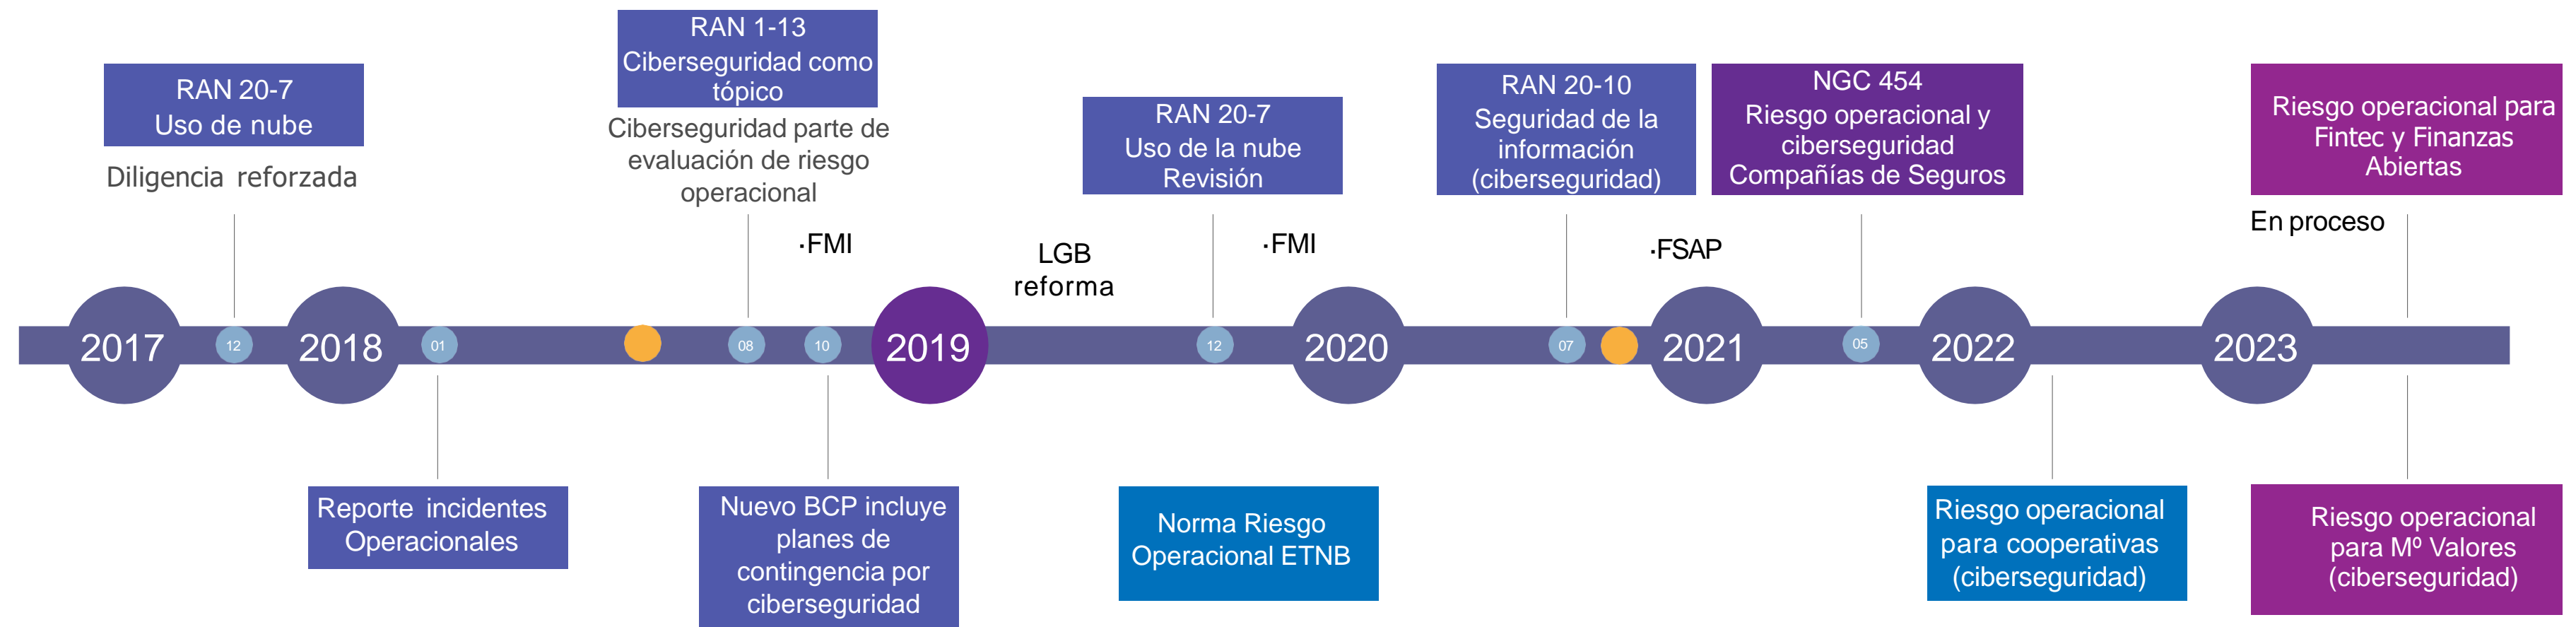 RAN 20-7
Uso de nube
Diligencia reforzada
RAN 1-13
Ciberseguridad como
tópico
Ciberseguridad parte de
evaluación de riesgo
operacional
·FMI
LGB
reforma
RAN 20-7
Uso de la nube
Revisión
·FMI
RAN 20-10
Seguridad de la
información
(ciberseguridad)
·FSAP
NGC 454
Riesgo operacional y
ciberseguridad
Compañías de Seguros
Riesgo operacional para
Fintec y Finanzas
Abiertas
En proceso
2017
12
2018
01
08
10
2019
12
2020
07
2021
05
2022
2023
Reporte incidentes
Operacionales
Nuevo BCP incluye
planes de
contingencia por
ciberseguridad
Norma Riesgo
Operacional ETNB
Riesgo operacional
para cooperativas
(ciberseguridad)
Riesgo operacional
para Mº Valores
(ciberseguridad)